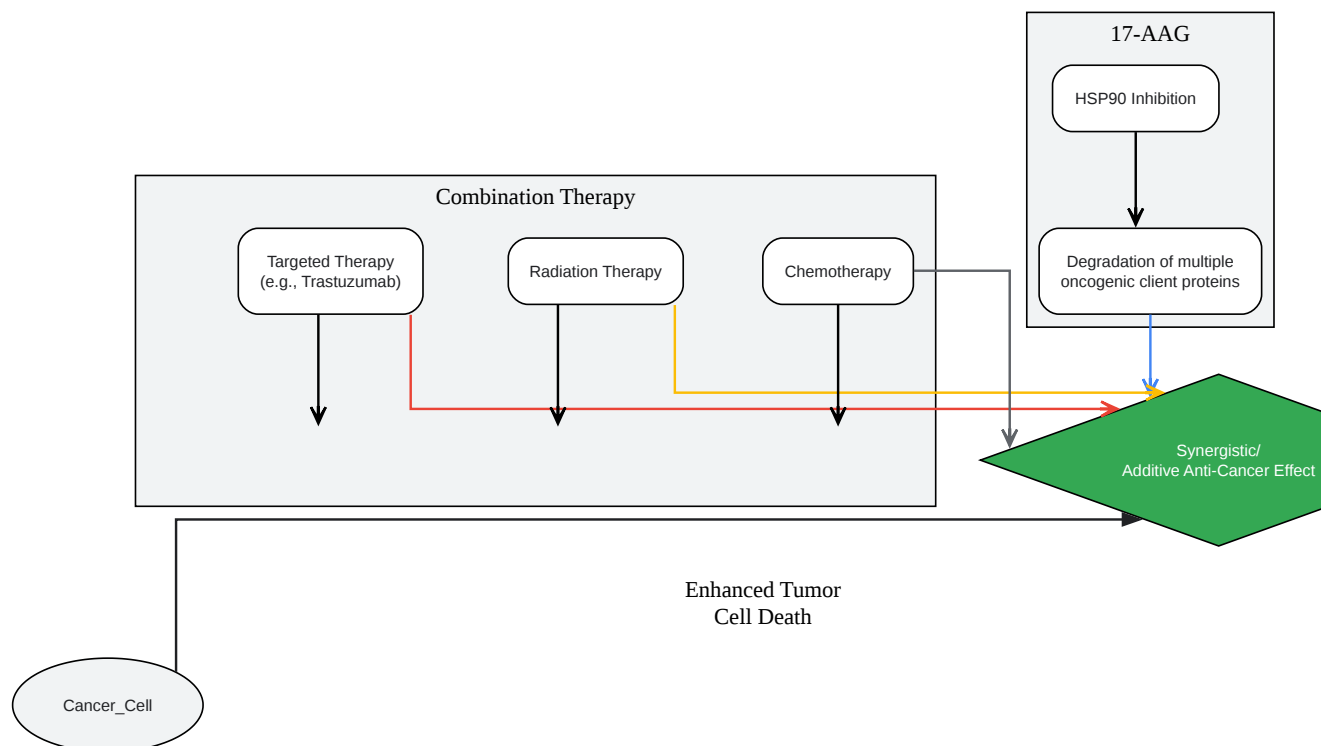 17-AAG
HSP90 Inhibition
Combination Therapy
Targeted Therapy
(e.g., Trastuzumab)
Radiation Therapy
Chemotherapy
Degradation of multiple
oncogenic client proteins
Synergistic/
Additive Anti-Cancer Effect
Enhanced Tumor
Cell Death
Cancer_Cell